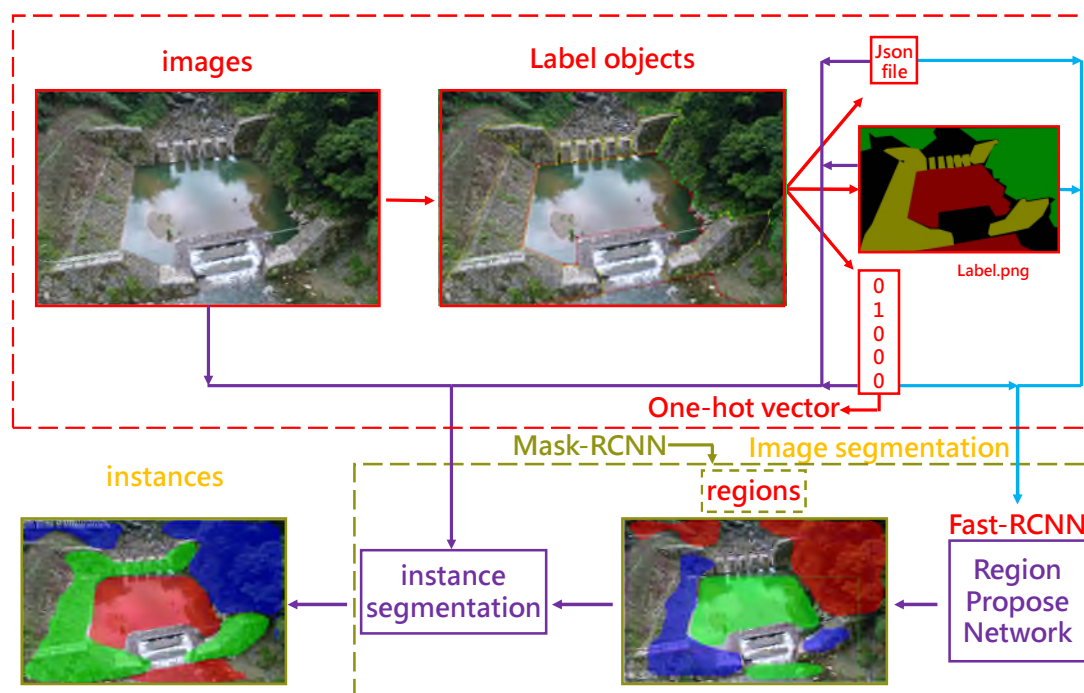 images
Label objects
Json
file
Label.png
0
1
0
0
0
One-hot vector
Mask-RCNN
Image segmentation
instances
regions
Fast-RCNN
instance
segmentation
Region
Propose
Network